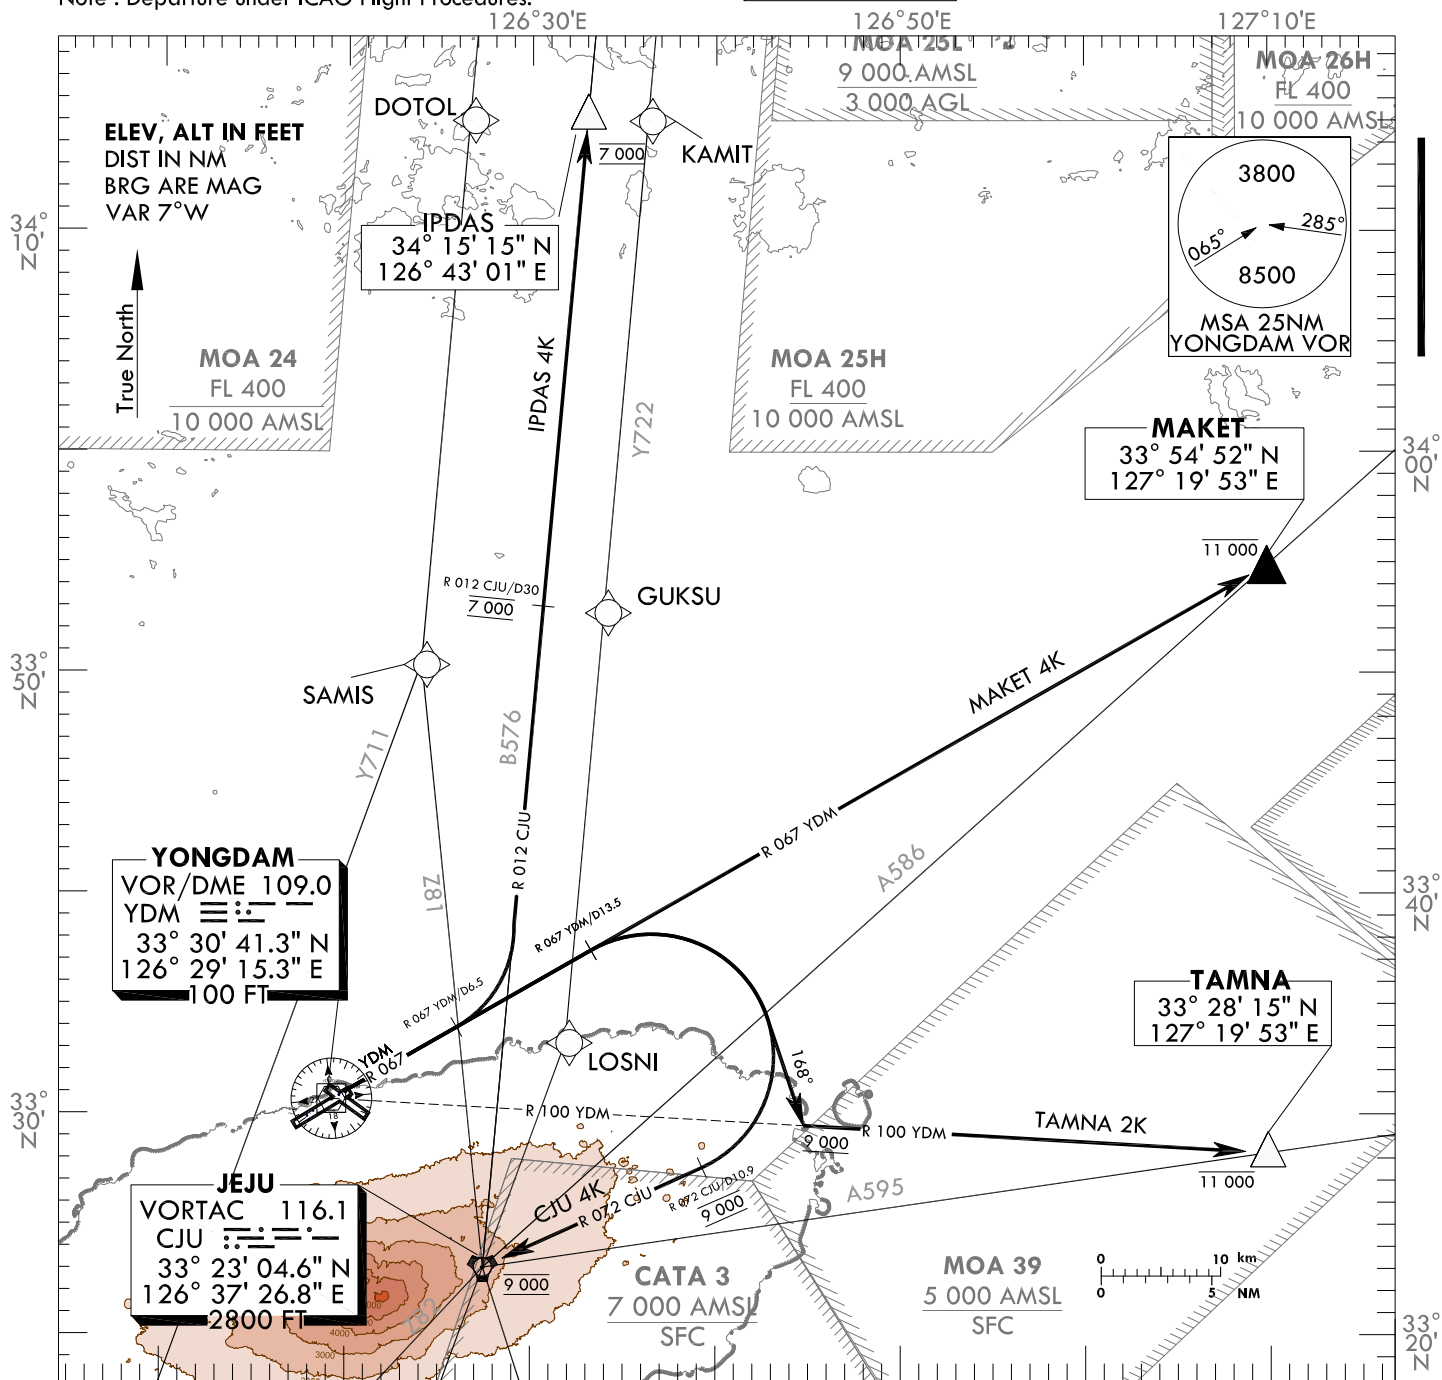 Note : Departure under ICAO Flight Procedures.
126°30'E
126°50'E
127°10'E
MOA 25L
9 000 AMSL
3 000 AGL
MOA 26H
FL 400
10 000 AMSL
DOTOL
KAMIT
7 000
ELEV, ALT IN FEET
DIST IN NM
BRG ARE MAG
VAR 7°W
True North
IPDAS
34° 15' 15" N
126° 43' 01" E
3800
065°
285°
8500
MSA 25NM
YONGDAM VOR
34°
10'
N
MOA 24
FL 400
10 000 AMSL
IPDAS 4K
Y722
MOA 25H
FL 400
10 000 AMSL
MAKET
33° 54' 52" N
127° 19' 53" E
34°
00'
N
11 000
R 012 CJU/D30
7 000
GUKSU
SAMIS
33°
50'
N
MAKET 4K
Y711
B576
R 012 CJU
R 067 YDM
A586
Z81
YONGDAM
VOR/DME 109.0
YDM
33° 30' 41.3" N
126° 29' 15.3" E
100 FT
33°
40'
N
R 067 YDM/D13.5
R 067 YDM/D6.5
TAMNA
33° 28' 15" N
127° 19' 53" E
YDM
R 067
LOSNI
168°
33°
30'
N
18
R 100 YDM
9 000
R 100 YDM
TAMNA 2K
11 000
JEJU
VORTAC 116.1
CJU
33° 23' 04.6" N
126° 37' 26.8" E
2800 FT
CJU 4K
R 072 CJU
R 072 CJU/D10.9
9 000
A595
9 000
CATA 3
7 000 AMSL
SFC
MOA 39
5 000 AMSL
SFC
0 10 km
0 5 NM
Z82
4000
3000
33°
20'
N